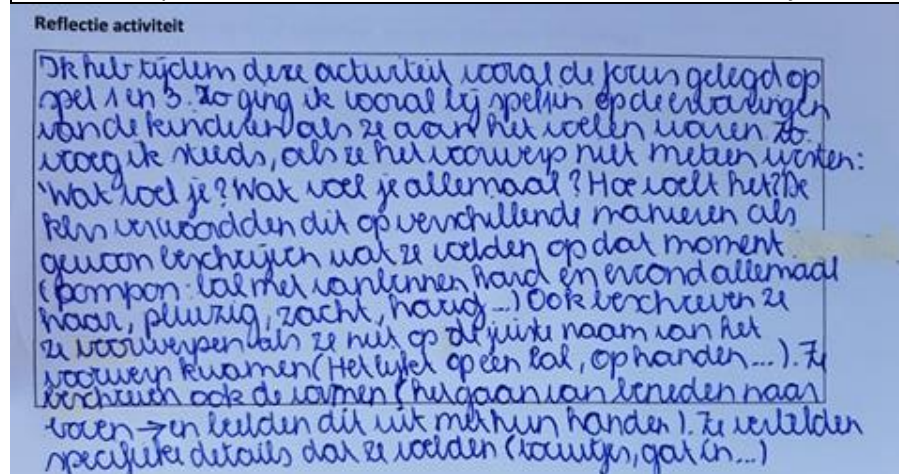 Reflectie activiteit
Ik heb tijdens deze activiteit vooral de focus gelegd op
spel 1 en 3. Zo ging ik vooral bij spel 1 in op de ervaringen
van de kinderen als ze aan het voelen waren. Zo
vroeg ik steeds, als ze het voorwerp niet meteen wisten:
'Wat voel je? Wat voel je allemaal? Hoe voelt het? De
kls verwoordden dit op verschillende manieren als
gewoon beschrijven wat ze voelden op dat moment
(pompon: bal met vanbinnen hard en errond allemaal
haar, pluizig, zacht, harig...) Ook beschreven ze
ze voorwerpen als ze niet op de juiste naam van het
voorwerp kwamen (Het lijkt op een bal, op handen...). Ze
beschreven ook de vormen (het gaan van beneden naar
boven → en beelden dit uit met hun handen). Ze vertelden
specifieke details dat ze voelden (touwtjes, gat in...)